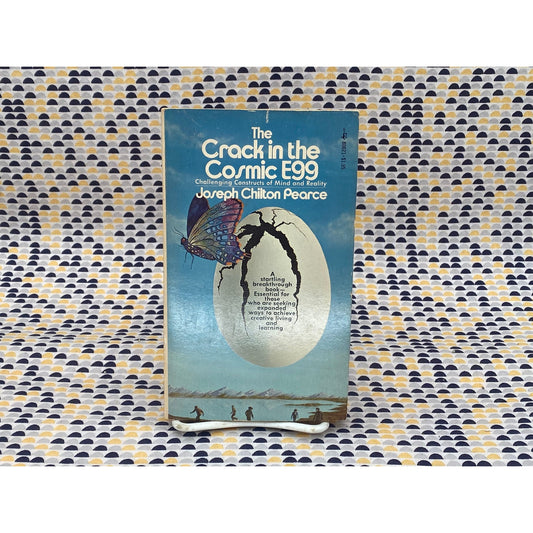 The
Crack in the
Cosmic Egg
Challenging Constructs of Mind and Reality
Joseph Chilton Pearce
A
startling
breakthrough
book—
Essential for
those
who are seeking
expanded
ways to achieve
creative living
and
learning